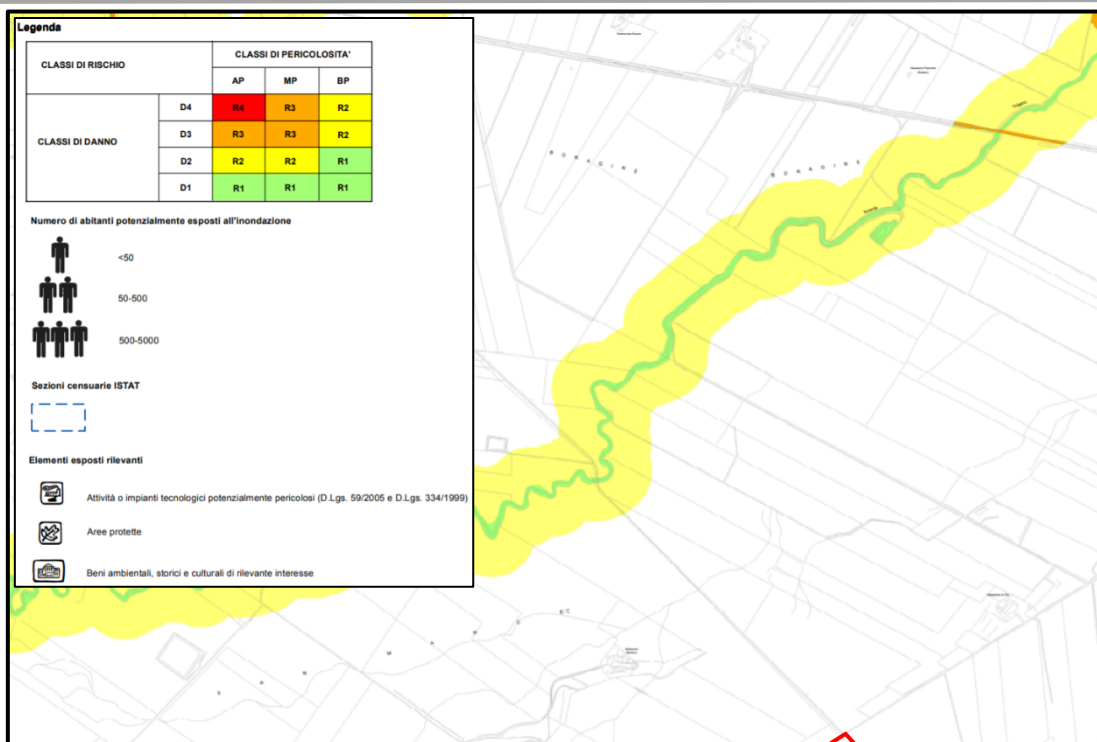 Legenda
CLASSI DI RISCHIO
CLASSI DI PERICOLOSITA'
AP MP BP
CLASSI DI DANNO
D4 R4 R3 R2
D3 R3 R3 R2
D2 R2 R2 R1
D1 R1 R1 R1
Numero di abitanti potenzialmente esposti all'inondazione
<50
50-500
500-5000
Sezioni censuarie ISTAT
Elementi esposti rilevanti
Attività o impianti tecnologici potenzialmente pericolosi (D.Lgs. 59/2005 e D.Lgs. 334/1999)
Aree protette
Beni ambientali, storici e culturali di rilevante interesse